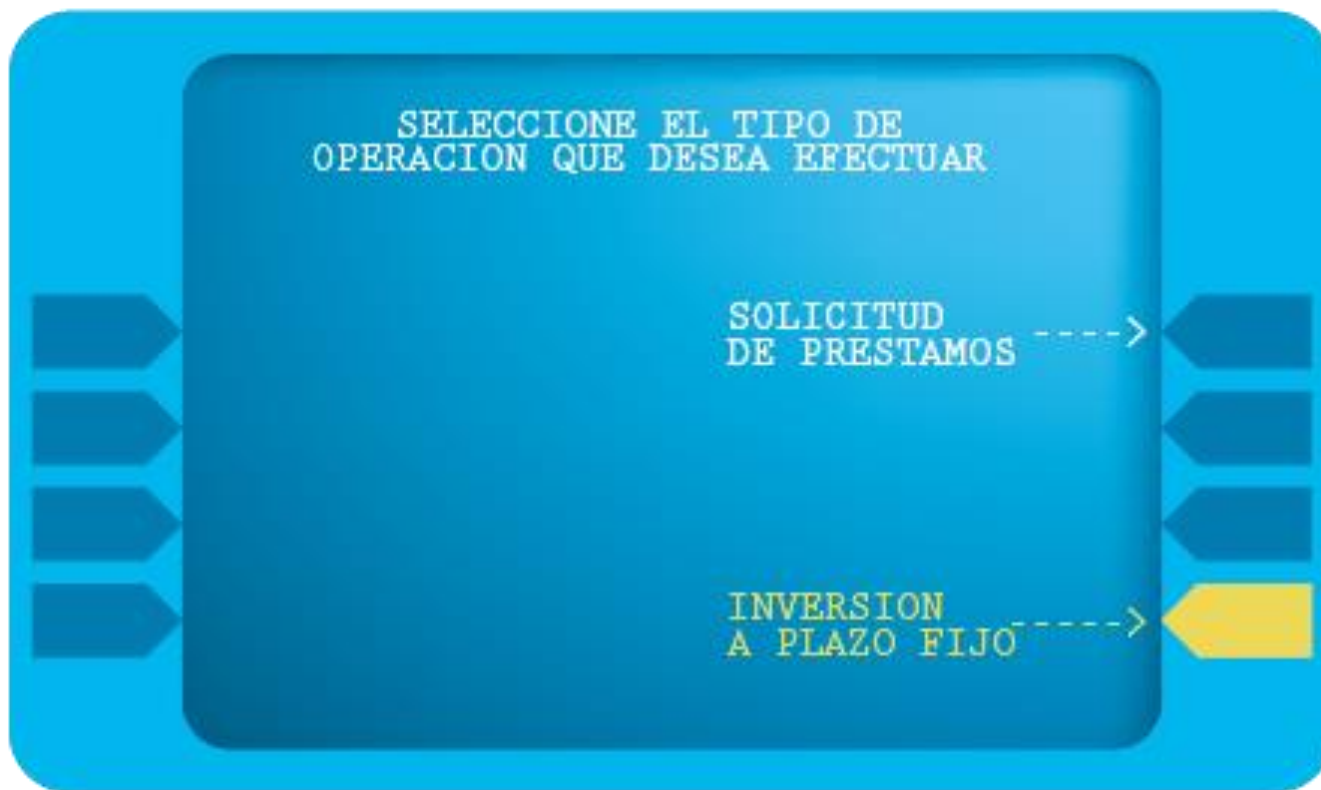 SELECCIONE EL TIPO DE
OPERACION QUE DESEA EFECTUAR
SOLICITUD
DE PRESTAMOS ---->
INVERSION
A PLAZO FIJO ----->